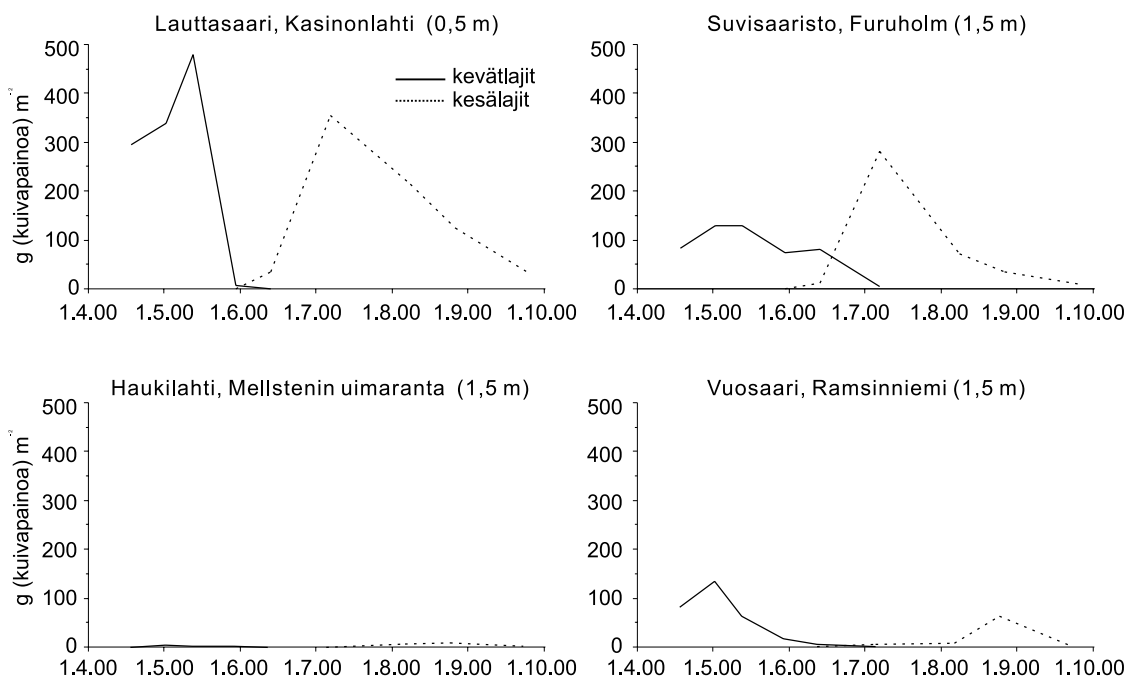 Lauttasaari, Kasinonlahti (0,5 m)
500
400
300
200
100
0
g (kuivapainoa) m⁻²
kevätlajit
kesälajit
1.4.00 1.5.00 1.6.00 1.7.00 1.8.00 1.9.00 1.10.00
Suvisaaristo, Furuholm (1,5 m)
500
400
300
200
100
0
1.4.00 1.5.00 1.6.00 1.7.00 1.8.00 1.9.00 1.10.00
Haukilahti, Mellstenin uimaranta (1,5 m)
500
400
300
200
100
0
g (kuivapainoa) m⁻²
1.4.00 1.5.00 1.6.00 1.7.00 1.8.00 1.9.00 1.10.00
Vuosaari, Ramsinniemi (1,5 m)
500
400
300
200
100
0
1.4.00 1.5.00 1.6.00 1.7.00 1.8.00 1.9.00 1.10.00